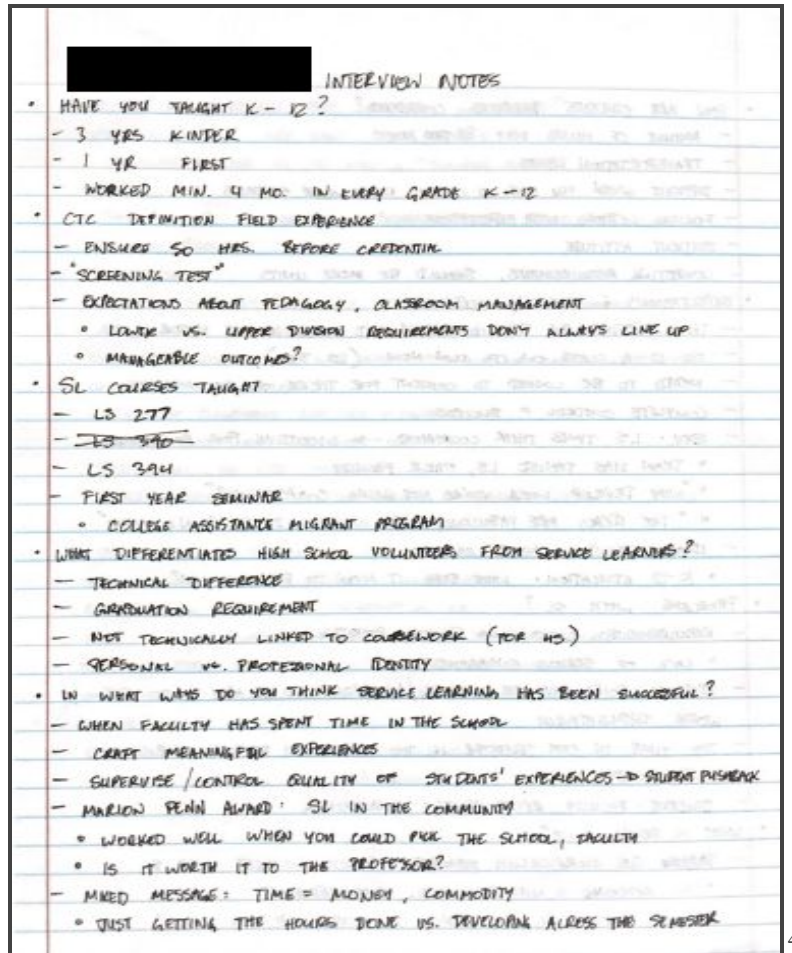 INTERVIEW NOTES
• HAVE YOU TAUGHT K-12?
- 3 YRS KINDER
- 1 YR FIRST
- WORKED MIN. 4 MO. IN EVERY GRADE K-12
• CTC DEFINITION FIELD EXPERIENCE
- ENSURE 50 HRS. BEFORE CREDENTIAL
- "SCREENING TEST"
- EXPECTATIONS ABOUT PEDAGOGY, CLASSROOM MANAGEMENT
• LOWER VS. UPPER DIVISION REQUIREMENTS DON'T ALWAYS LINE UP
• MANAGEABLE OUTCOMES?
• SL COURSES TAUGHT
- LS 277
- LS 390
- LS 394
- FIRST YEAR SEMINAR
• COLLEGE ASSISTANCE MIGRANT PROGRAM
• WHAT DIFFERENTIATES HIGH SCHOOL VOLUNTEERS FROM SERVICE LEARNERS?
- TECHNICAL DIFFERENCE
- GRADUATION REQUIREMENT
- NOT TECHNICALLY LINKED TO COURSEWORK (FOR HS)
- PERSONAL VS. PROFESSIONAL IDENTITY
• IN WHAT WAYS DO YOU THINK SERVICE LEARNING HAS BEEN SUCCESSFUL?
- WHEN FACULTY HAS SPENT TIME IN THE SCHOOL
- CRAFT MEANINGFUL EXPERIENCES
- SUPERVISE/CONTROL QUALITY OF STUDENTS' EXPERIENCES → STUDENT PUSHBACK
- MARION PENN AWARD: SL IN THE COMMUNITY
• WORKED WELL WHEN YOU COULD PICK THE SCHOOL, FACULTY
• IS IT WORTH IT TO THE PROFESSOR?
- MIXED MESSAGE: TIME = MONEY, COMMODITY
• JUST GETTING THE HOURS DONE VS. DEVELOPING ACROSS THE SEMESTER
4